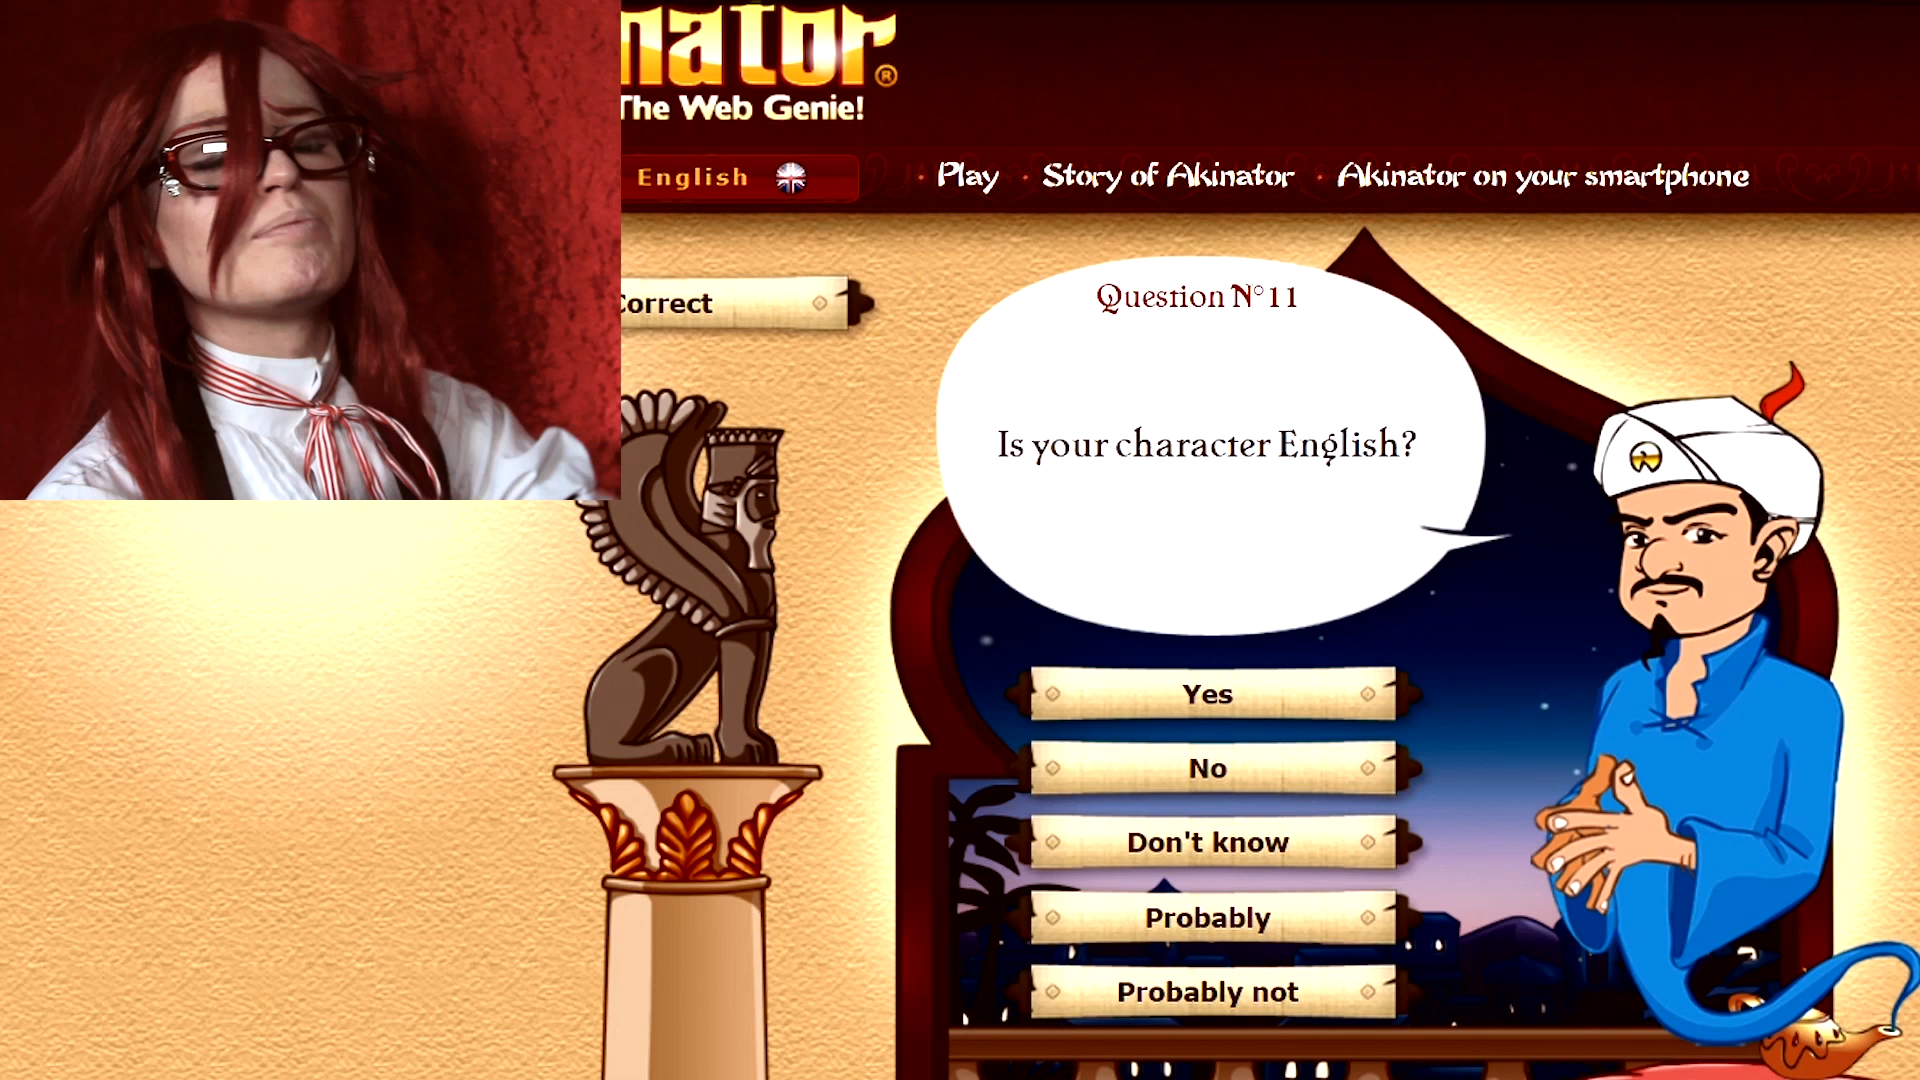 nator®
The Web Genie!
English
· Play · Story of Akinator · Akinator on your smartphone
Correct
Question N°11
Is your character English?
Yes
No
Don't know
Probably
Probably not